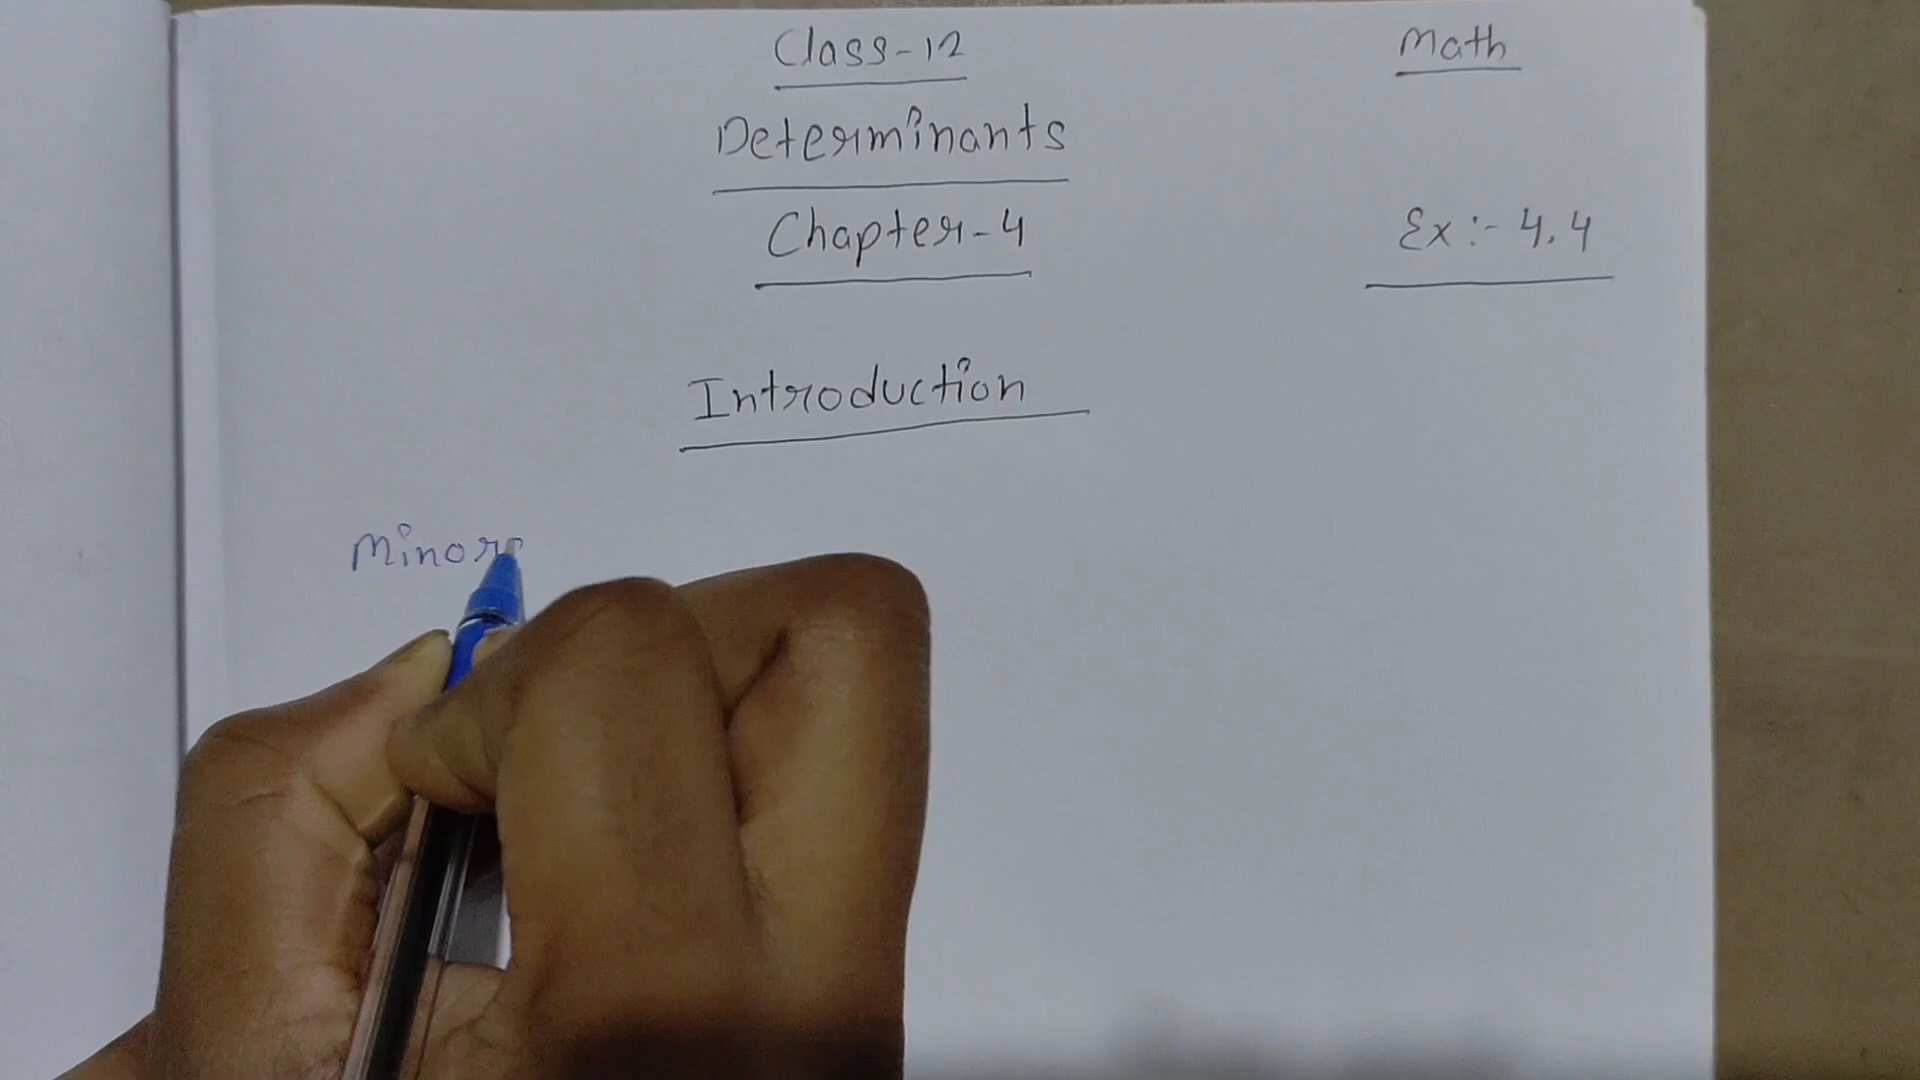 Class-12
Math
Determinants
Chapter-4
Ex:- 4.4
Introduction
Minor